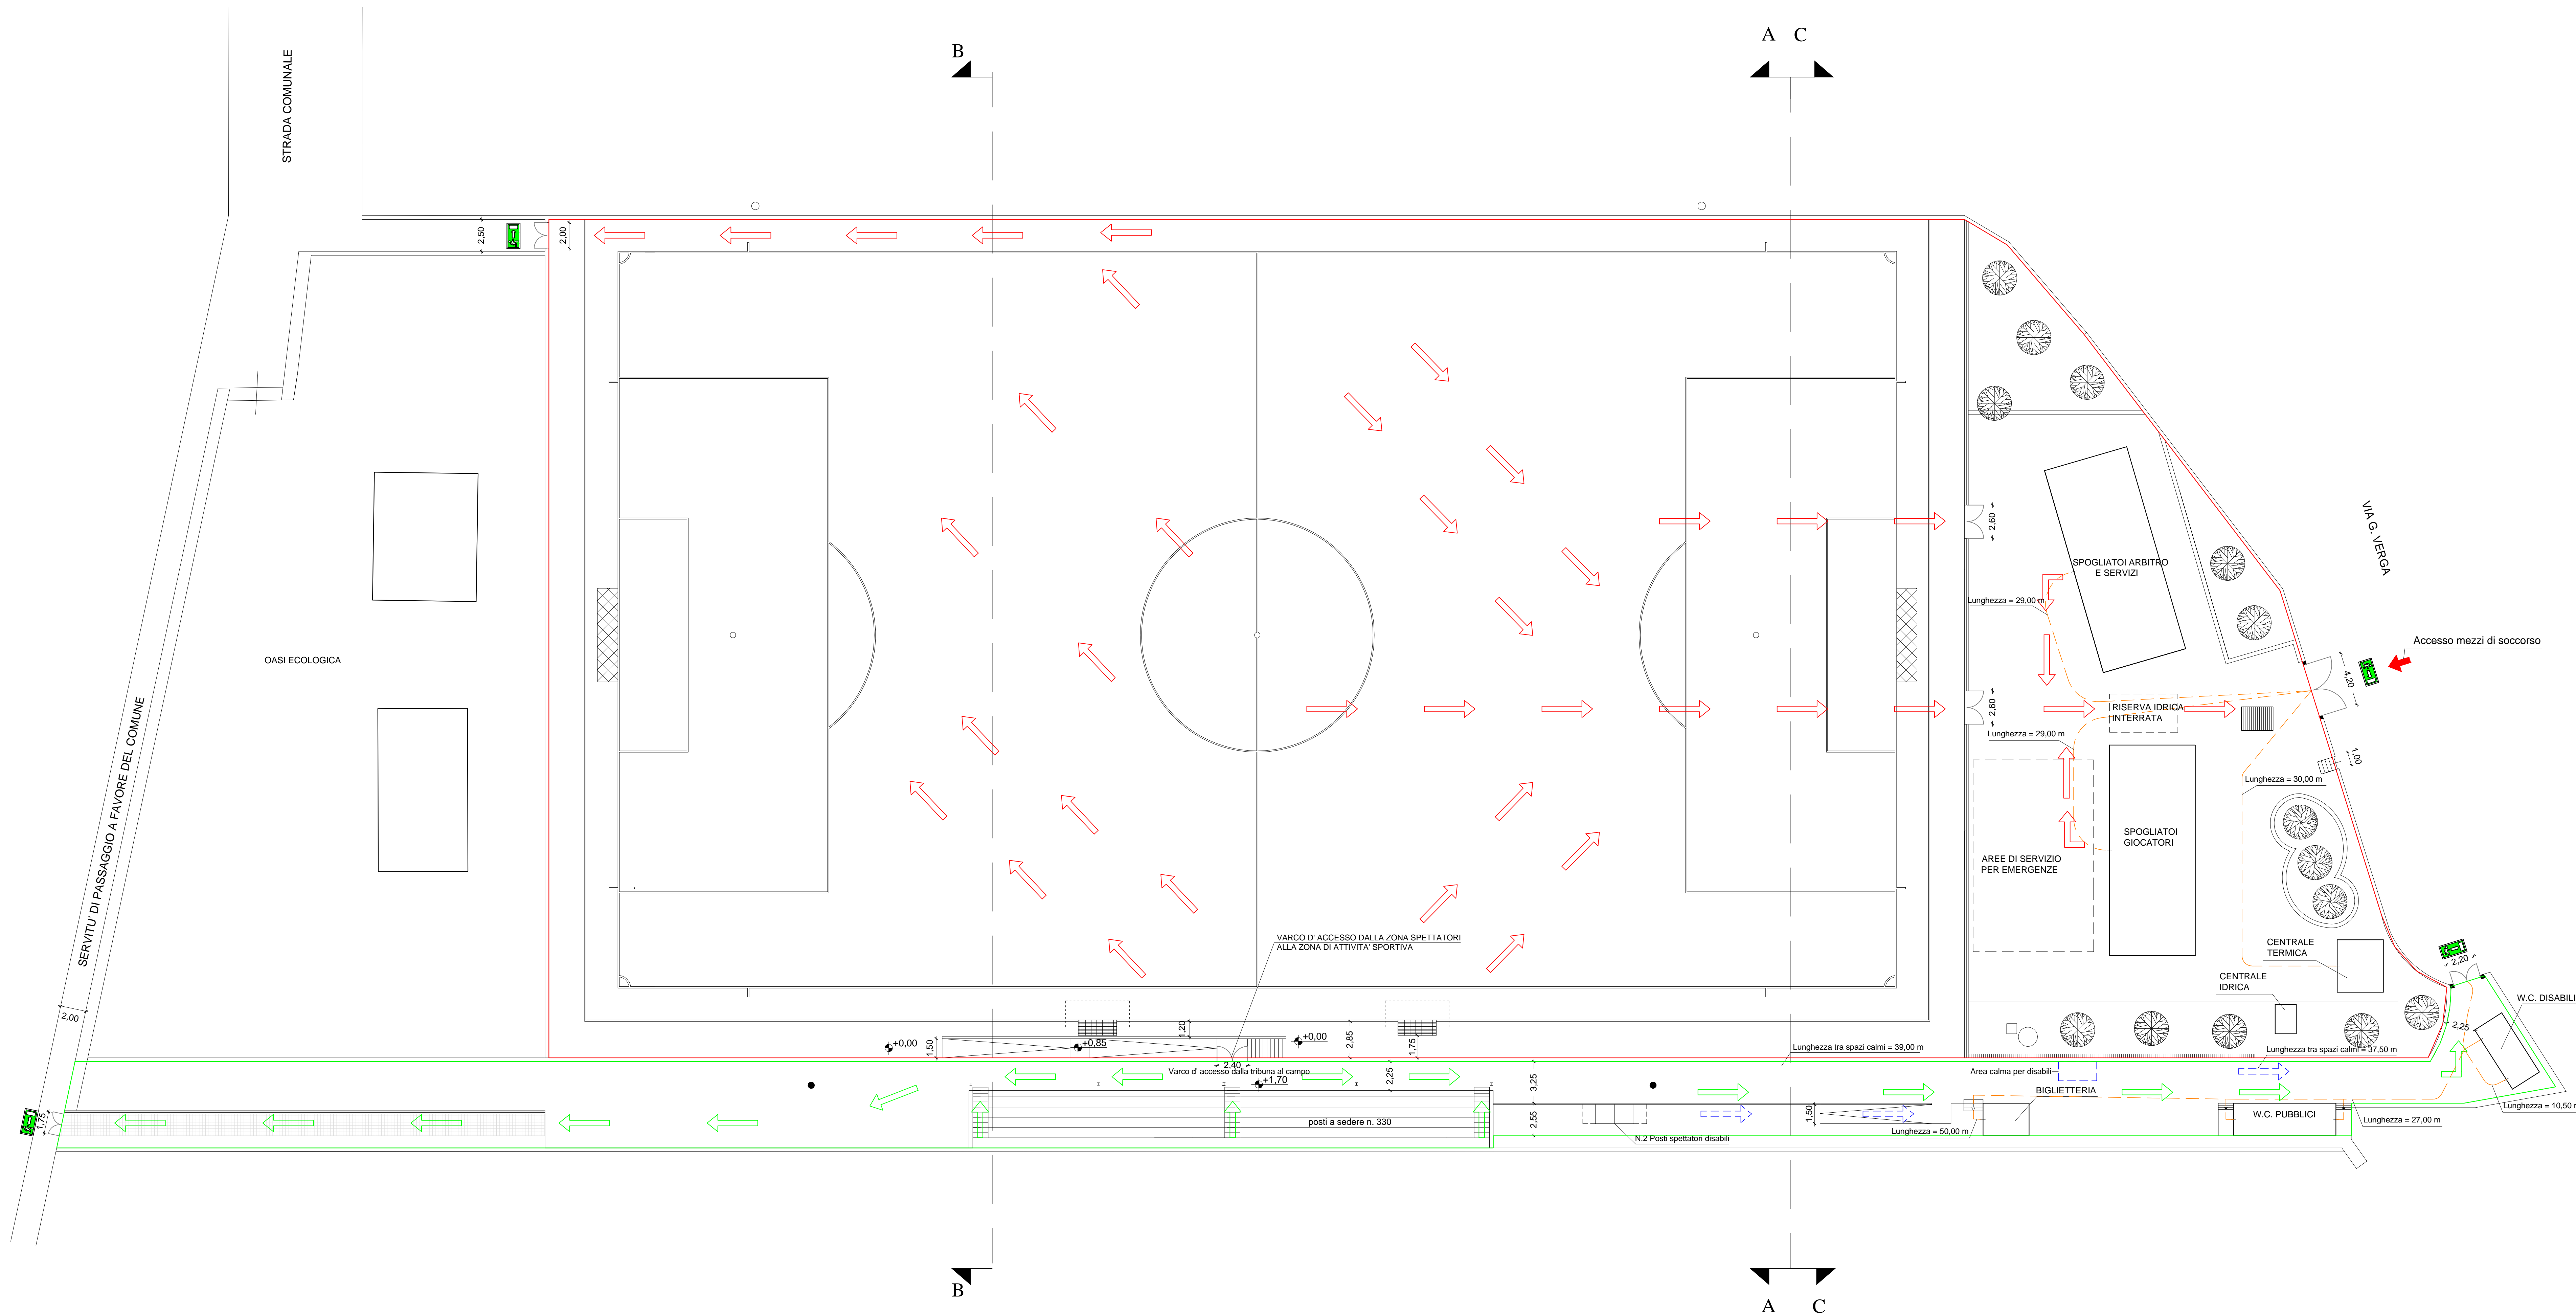 B
A C
STRADA COMUNALE
2,50
2,00
2,60
VIA G. VERGA
SPOGLIATOI ARBITRO
E SERVIZI
Lunghezza = 29,00 m
Accesso mezzi di soccorso
4,20
OASI ECOLOGICA
SERVITU' DI PASSAGGIO A FAVORE DEL COMUNE
2,60
RISERVA IDRICA
INTERRATA
Lunghezza = 29,00 m
1,00
Lunghezza = 30,00 m
SPOGLIATOI
GIOCATORI
AREE DI SERVIZIO
PER EMERGENZE
VARCO D' ACCESSO DALLA ZONA SPETTATORI
ALLA ZONA DI ATTIVITA' SPORTIVA
CENTRALE
TERMICA
CENTRALE
IDRICA
2,20
W.C. DISABILI
2,25
2,00
1,20
2,85
1,75
+0,00
1,50
+0,85
+0,00
2,40
Lunghezza tra spazi calmi = 39,00 m
Lunghezza tra spazi calmi = 37,50 m
Varco d' accesso dalla tribuna al campo
+1,70
2,25
3,25
Area calma per disabili
BIGLIETTERIA
1,75
posti a sedere n. 330
2,55
1,50
Lunghezza = 50,00 m
N.2 Posti spettatori disabili
W.C. PUBBLICI
Lunghezza = 27,00 m
Lunghezza = 10,50 m
B
A C